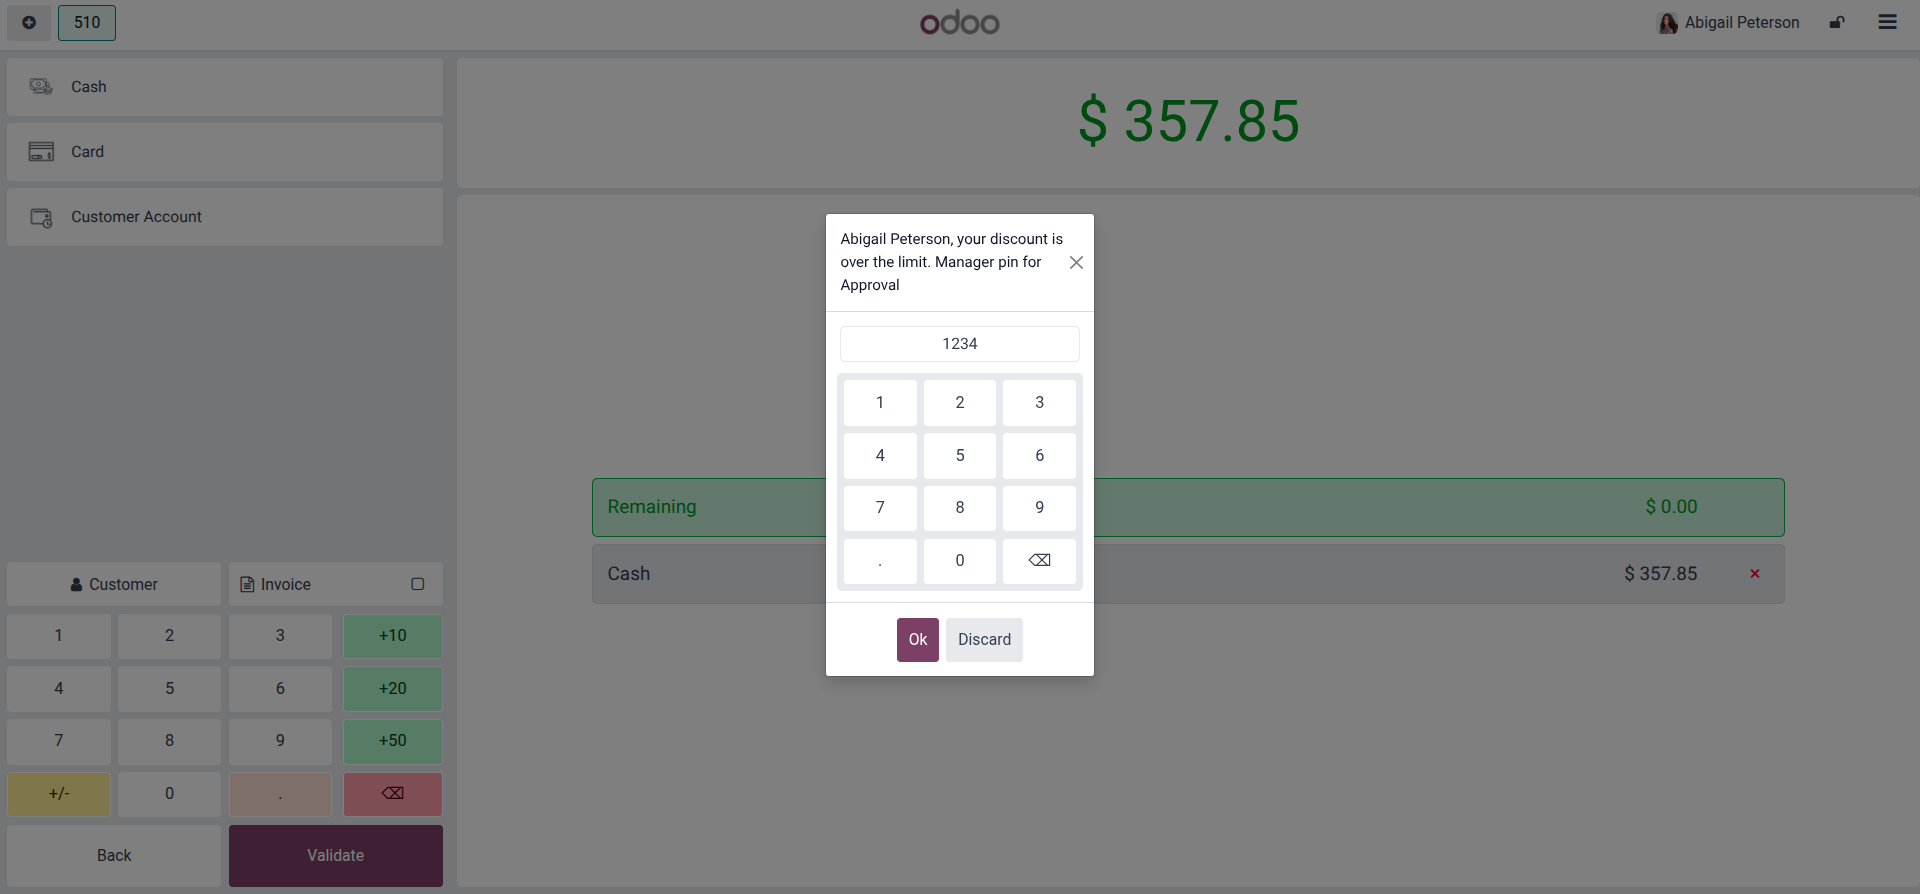 510
odoo
Abigail Peterson
Cash
Card
Customer Account
$ 357.85
Abigail Peterson, your discount is
over the limit. Manager pin for
Approval
1234
1 2 3
4 5 6
7 8 9
. 0 ⌫
Ok Discard
Remaining $ 0.00
Cash $ 357.85 ×
Customer Invoice
1 2 3 +10
4 5 6 +20
7 8 9 +50
+/- 0 . ⌫
Back Validate